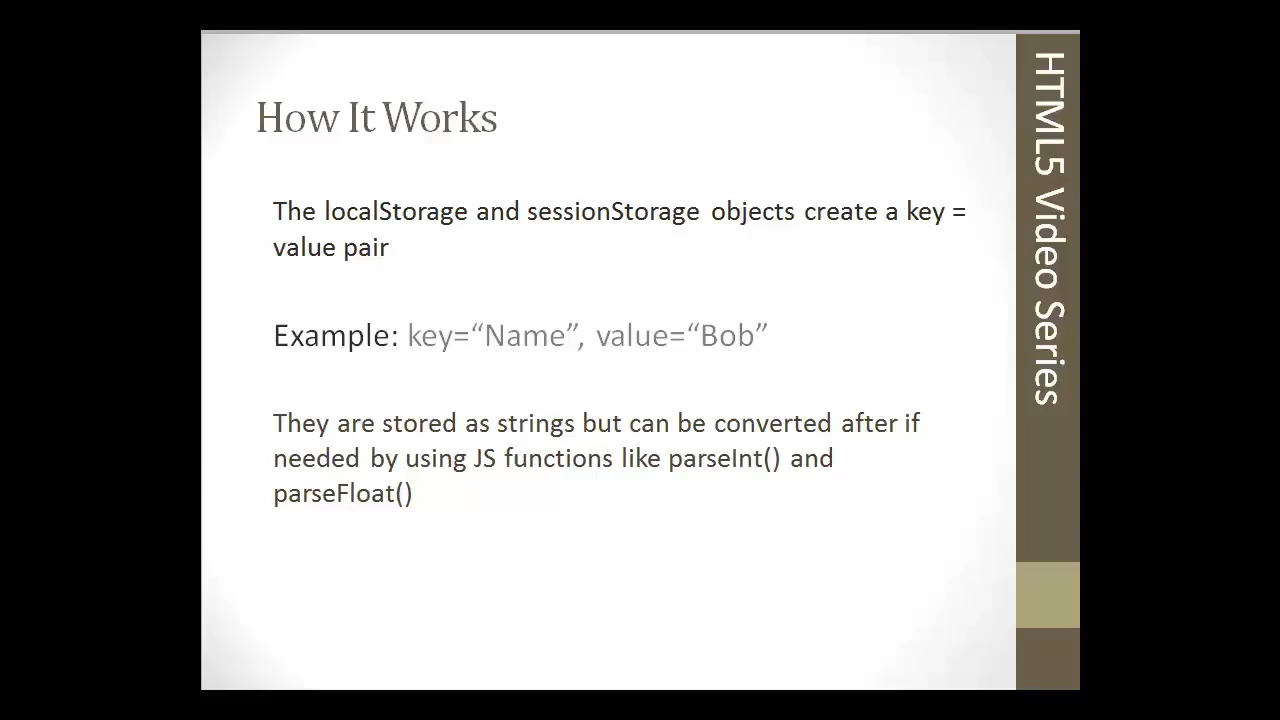 How It Works
The localStorage and sessionStorage objects create a key =
value pair
Example: key=“Name”, value=“Bob”
They are stored as strings but can be converted after if
needed by using JS functions like parseInt() and
parseFloat()
HTML5 Video Series